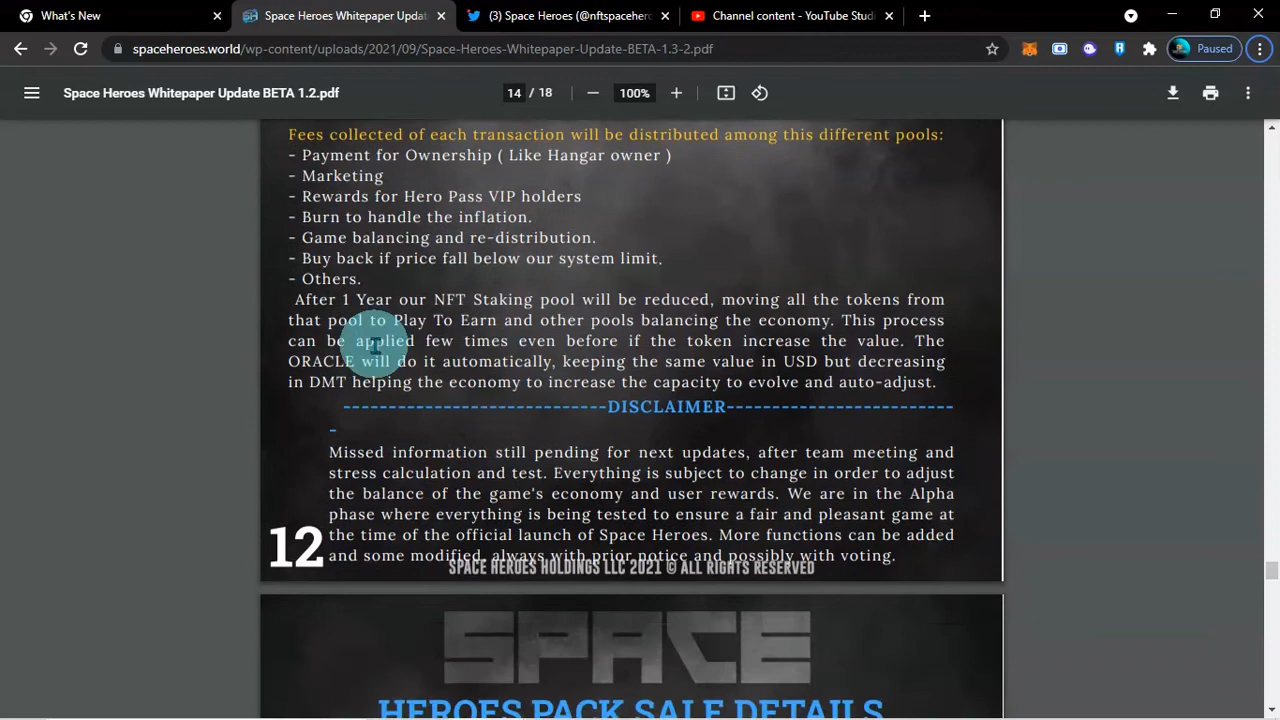 What's New
Space Heroes Whitepaper Updat
(3) Space Heroes (@nftspacehero
Channel content - YouTube Studi
spaceheroes.world/wp-content/uploads/2021/09/Space-Heroes-Whitepaper-Update-BETA-1.3-2.pdf
Paused
Space Heroes Whitepaper Update BETA 1.2.pdf
14 / 18
100%
Fees collected of each transaction will be distributed among this different pools:
- Payment for Ownership ( Like Hangar owner )
- Marketing
- Rewards for Hero Pass VIP holders
- Burn to handle the inflation.
- Game balancing and re-distribution.
- Buy back if price fall below our system limit.
- Others.
After 1 Year our NFT Staking pool will be reduced, moving all the tokens from
that pool to Play To Earn and other pools balancing the economy. This process
can be applied few times even before if the token increase the value. The
ORACLE will do it automatically, keeping the same value in USD but decreasing
in DMT helping the economy to increase the capacity to evolve and auto-adjust.
----------------------------DISCLAIMER------------------------
-
Missed information still pending for next updates, after team meeting and
stress calculation and test. Everything is subject to change in order to adjust
the balance of the game's economy and user rewards. We are in the Alpha
phase where everything is being tested to ensure a fair and pleasant game at
the time of the official launch of Space Heroes. More functions can be added
and some modified, always with prior notice and possibly with voting.
12
SPACE HEROES HOLDINGS LLC 2021 © ALL RIGHTS RESERVED
SPACE
HEROES PACK SALE DETAILS